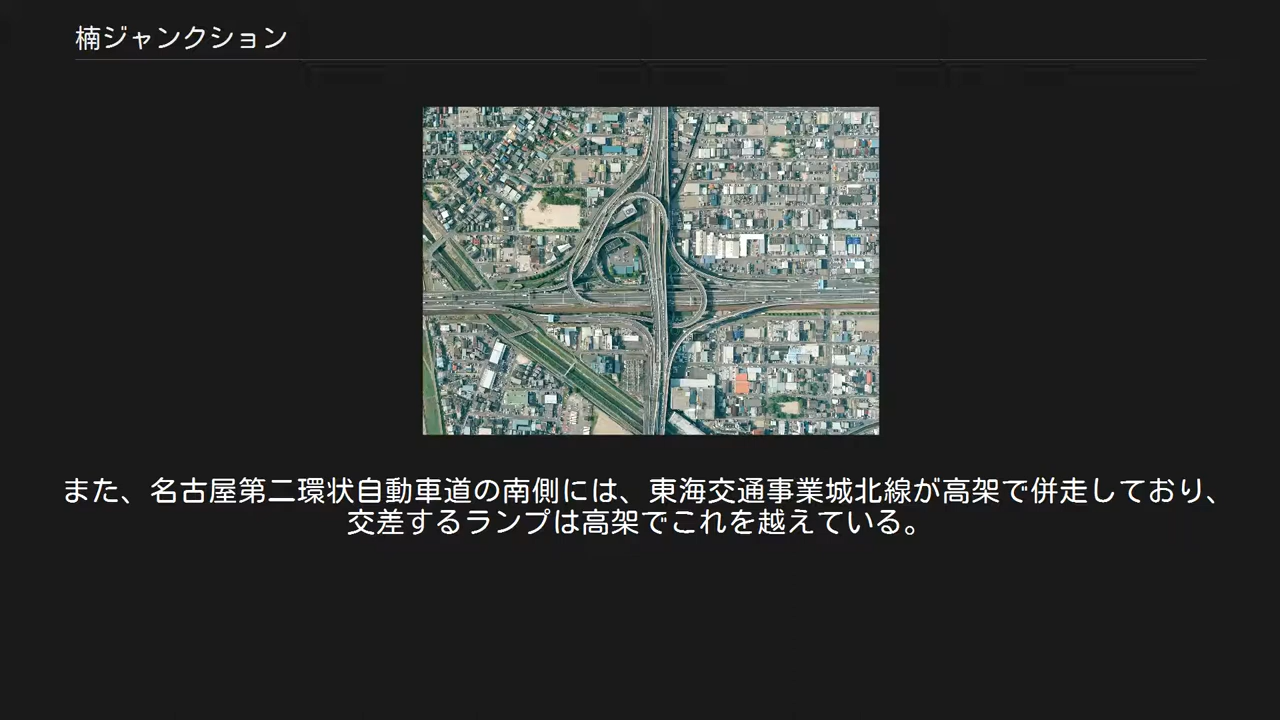 楠ジャンクション
また、名古屋第二環状自動車道の南側には、東海交通事業城北線が高架で併走しており、
交差するランプは高架でこれを越えている。